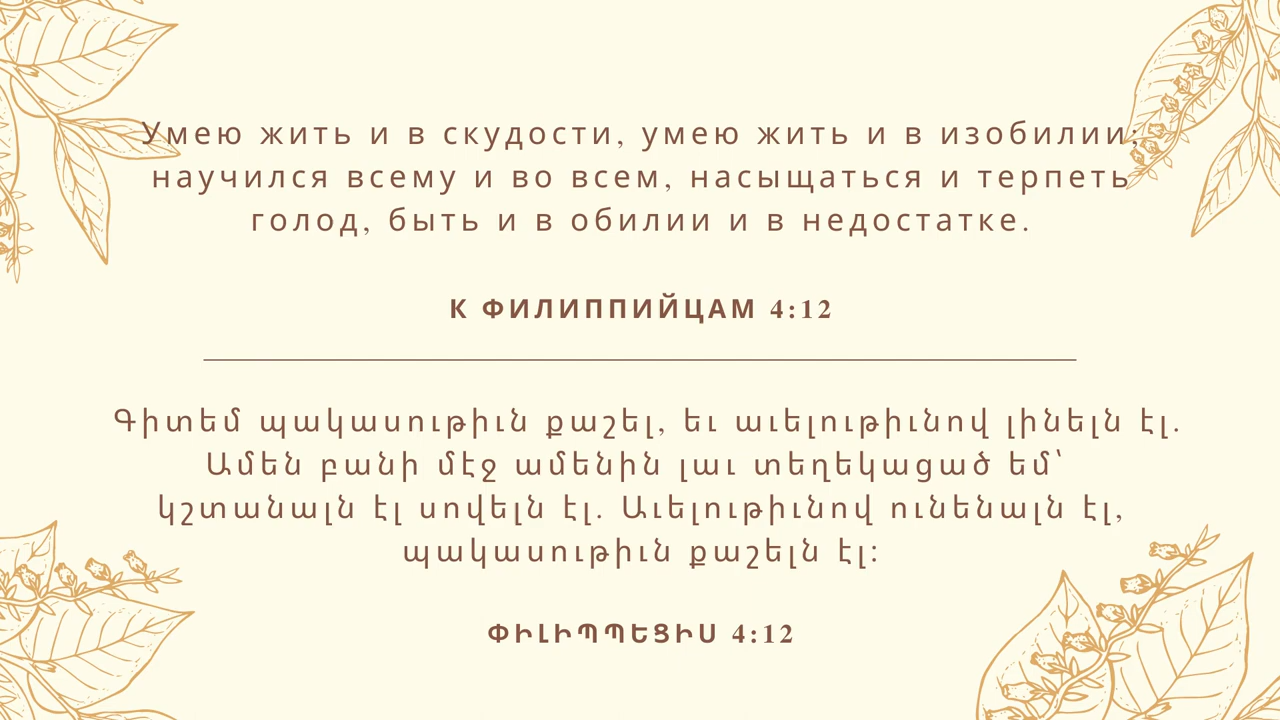 Умею жить и в скудости, умею жить и в изобилии;
научился всему и во всем, насыщаться и терпеть
голод, быть и в обилии и в недостатке.
К ФИЛИППИЙЦАМ 4:12
Գիտեմ պակասութիւն քաշել, եւ աւելութիւնով լինելն էլ.
Ամեն բանի մէջ ամենին լաւ տեղեկացած եմ՝
կշտանալն էլ սովելն էլ. Աւելութիւնով ունենալն էլ,
պակասութիւն քաշելն էլ:
ՓԻԼԻՊՊԵՑԻՍ 4:12